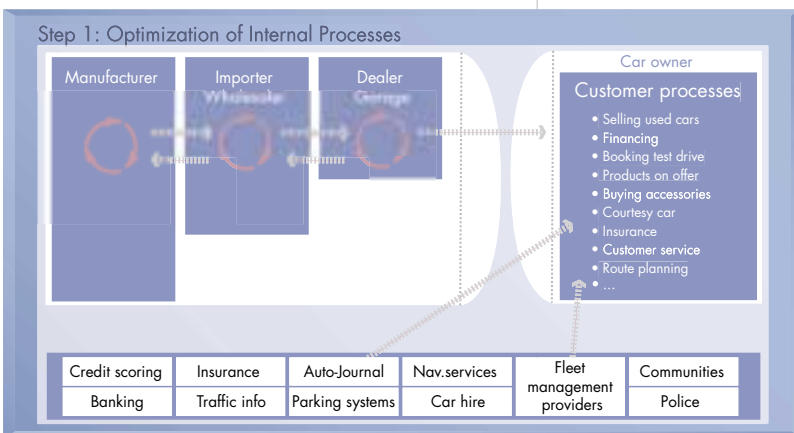 Step 1: Optimization of Internal Processes
Manufacturer
Importer
Wholesaler
Dealer
Garage
Car owner
Customer processes
• Selling used cars
• Financing
• Booking test drive
• Products on offer
• Buying accessories
• Courtesy car
• Insurance
• Customer service
• Route planning
• ...
Credit scoring
Insurance
Auto-Journal
Nav.services
Fleet
management
providers
Communities
Banking
Traffic info
Parking systems
Car hire
Police